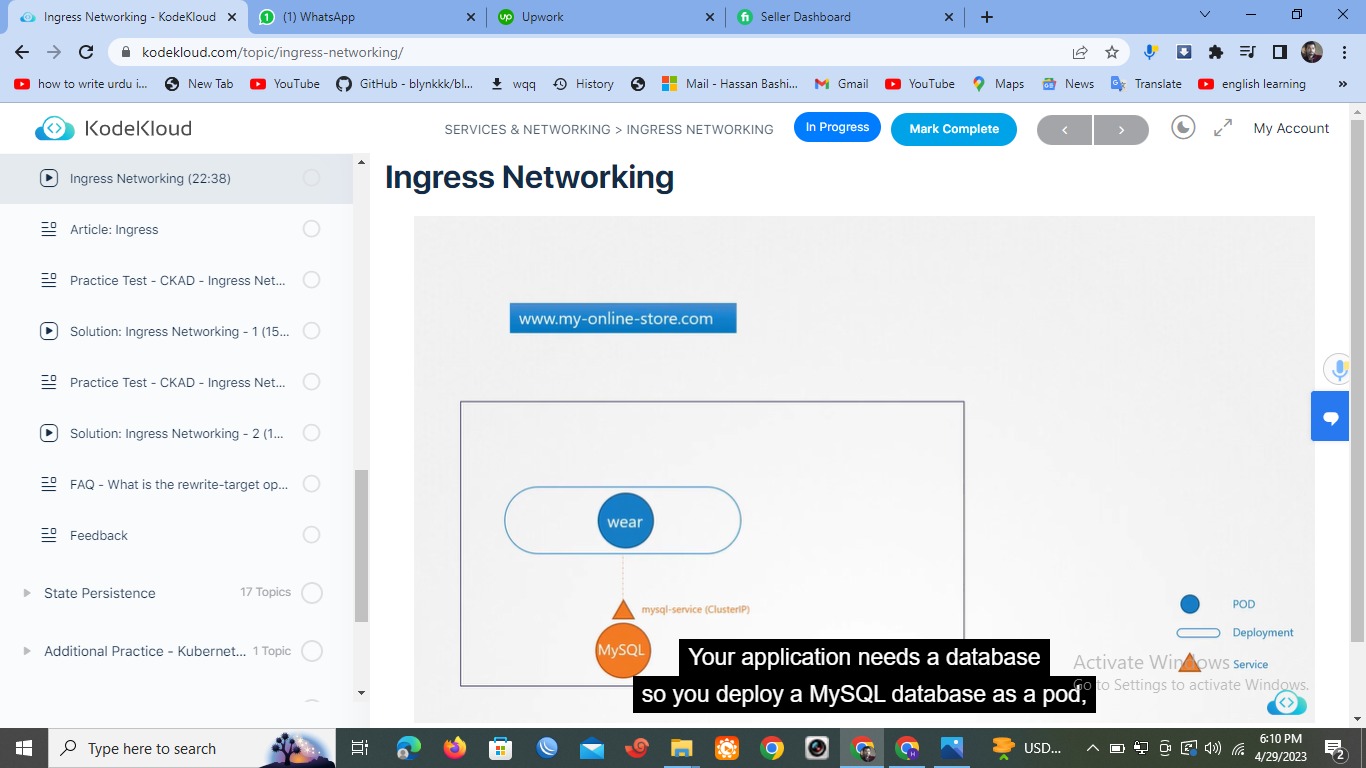 Ingress Networking - KodeKloud
(1) WhatsApp
Upwork
Seller Dashboard
kodekloud.com/topic/ingress-networking/
how to write urdu i...
New Tab
YouTube
GitHub - blynkkk/bl...
wqq
History
Mail - Hassan Bashi...
Gmail
YouTube
Maps
News
Translate
english learning
KodeKloud
SERVICES & NETWORKING > INGRESS NETWORKING
In Progress
Mark Complete
My Account
Ingress Networking (22:38)
Article: Ingress
Practice Test - CKAD - Ingress Net...
Solution: Ingress Networking - 1 (15...
Practice Test - CKAD - Ingress Net...
Solution: Ingress Networking - 2 (1...
FAQ - What is the rewrite-target op...
Feedback
State Persistence
17 Topics
Additional Practice - Kubernet...
1 Topic
Ingress Networking
www.my-online-store.com
wear
mysql-service (ClusterIP)
MySQL
POD
Deployment
Service
Your application needs a database
so you deploy a MySQL database as a pod,
Activate Windows
Go to Settings to activate Windows.
Type here to search
USD...
6:10 PM
4/29/2023
2